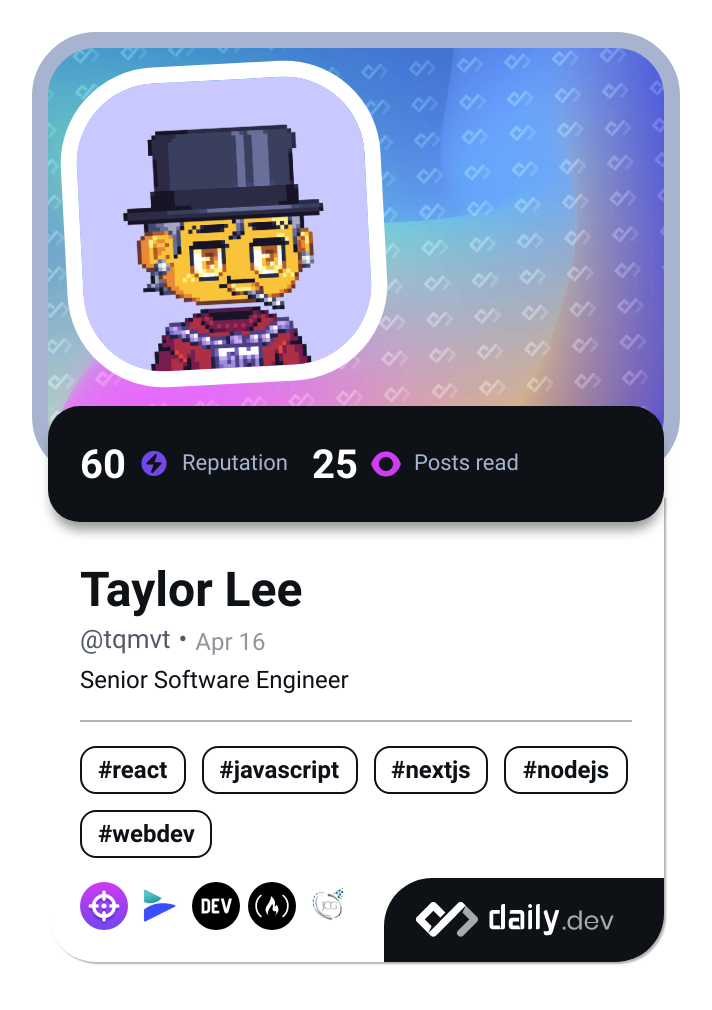 GM
60 Reputation 25 Posts read
Taylor Lee
@tqmvt • Apr 16
Senior Software Engineer
#react #javascript #nextjs #nodejs
#webdev
DEV JCG
daily.dev